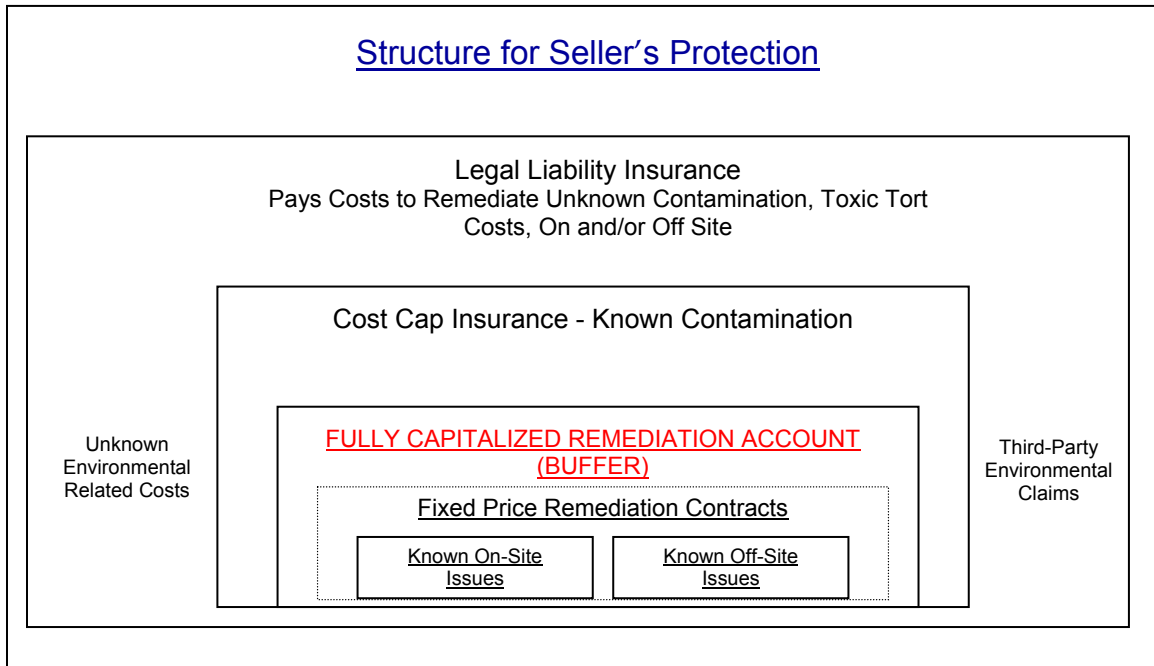 Structure for Seller’s Protection
Legal Liability Insurance
Pays Costs to Remediate Unknown Contamination, Toxic Tort
Costs, On and/or Off Site
Cost Cap Insurance - Known Contamination
Unknown
Environmental
Related Costs
FULLY CAPITALIZED REMEDIATION ACCOUNT
(BUFFER)
Third-Party
Environmental
Claims
Fixed Price Remediation Contracts
Known On-Site
Issues
Known Off-Site
Issues